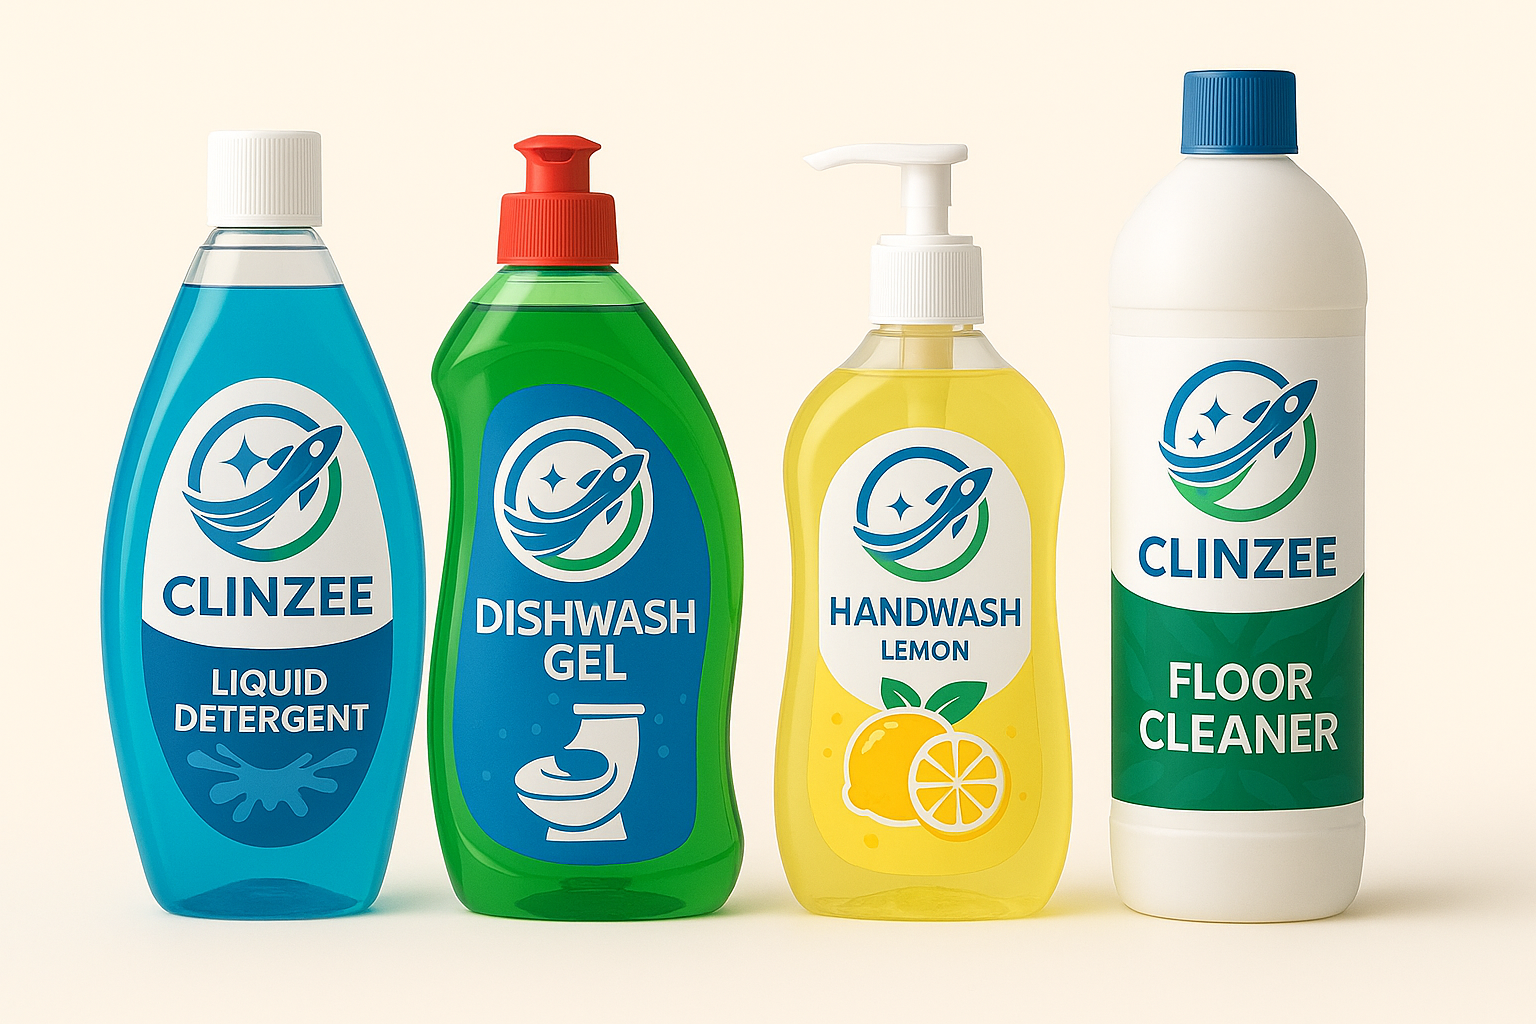 CLINZEE
LIQUID
DETERGENT
DISHWASH
GEL
HANDWASH
LEMON
CLINZEE
FLOOR
CLEANER